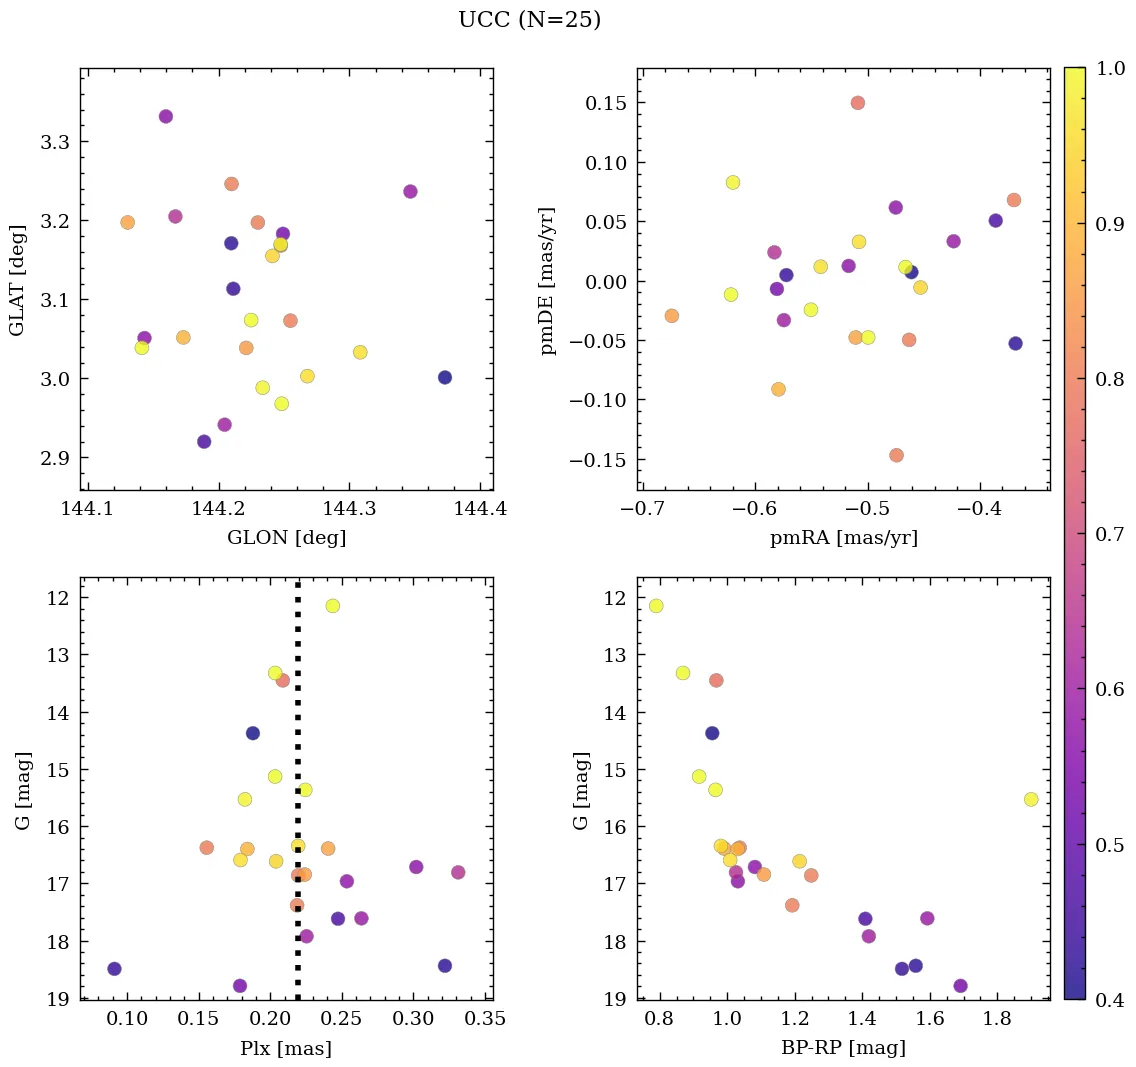 UCC (N=25)
3.3
3.2
3.1
3.0
2.9
GLAT [deg]
144.1 144.2 144.3 144.4
GLON [deg]
0.15
0.10
0.05
0.00
−0.05
−0.10
−0.15
pmDE [mas/yr]
−0.7 −0.6 −0.5 −0.4
pmRA [mas/yr]
12
13
14
15
16
17
18
19
G [mag]
0.10 0.15 0.20 0.25 0.30 0.35
Plx [mas]
12
13
14
15
16
17
18
19
G [mag]
0.8 1.0 1.2 1.4 1.6 1.8
BP-RP [mag]
1.0
0.9
0.8
0.7
0.6
0.5
0.4